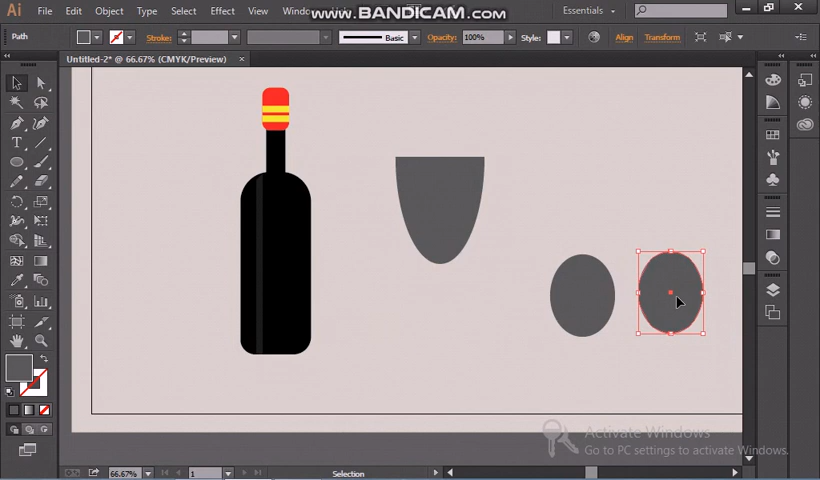 www.BANDICAM.com
Ai File Edit Object Type Select Effect View Essentials
Path Stroke: Basic Opacity: 100% Style: Align Transform
Untitled-2* @ 66.67% (CMYK/Preview) ×
Activate Windows
Go to PC settings to activate Windows.
66.67% 1 Selection